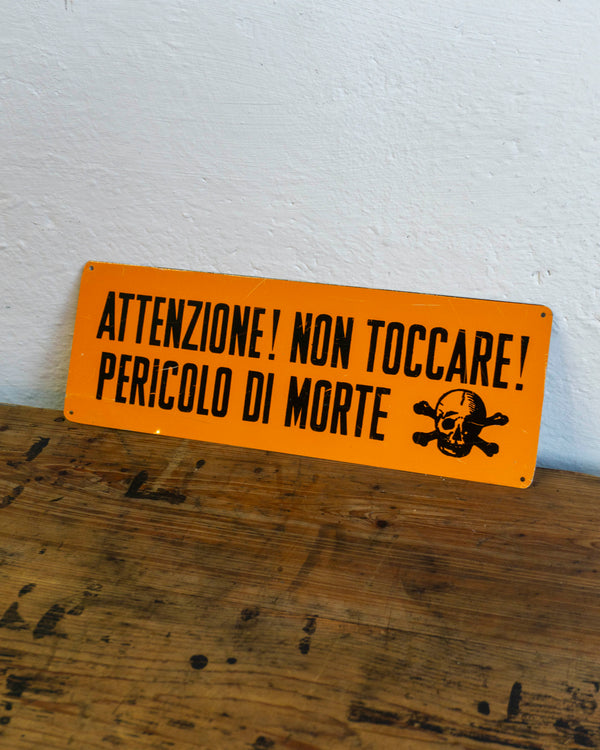 ATTENZIONE! NON TOCCARE!
PERICOLO DI MORTE